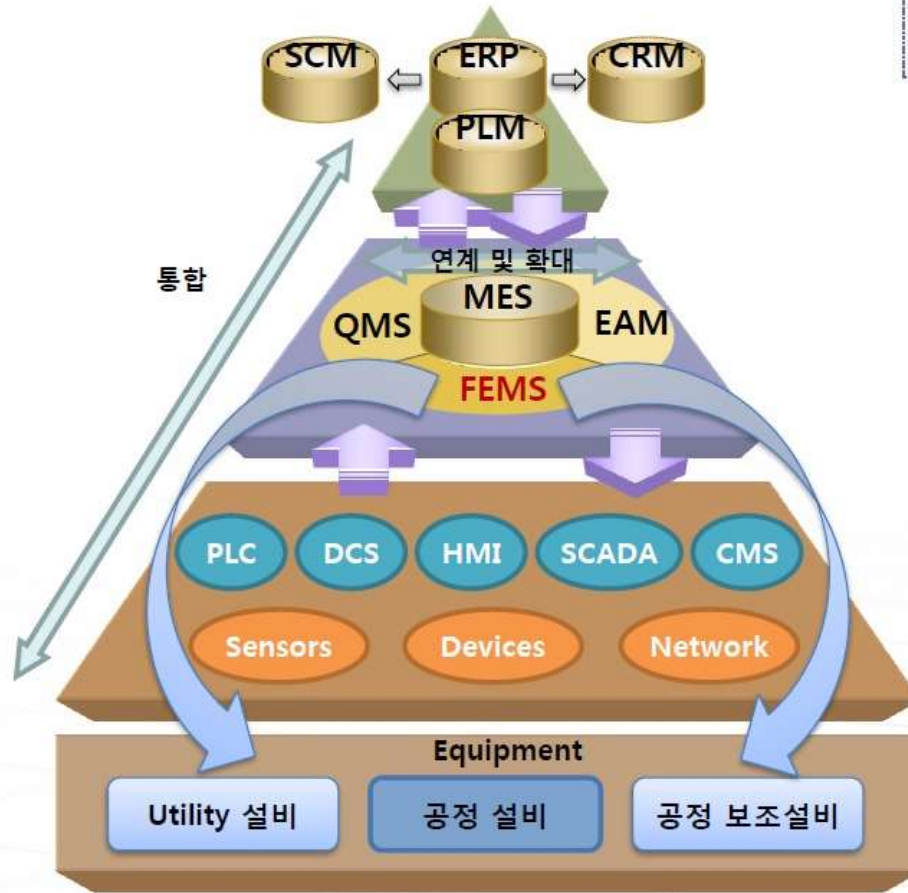 SCM
ERP
CRM
PLM
통합
연계 및 확대
MES
QMS
EAM
FEMS
PLC
DCS
HMI
SCADA
CMS
Sensors
Devices
Network
Equipment
Utility 설비
공정 설비
공정 보조설비